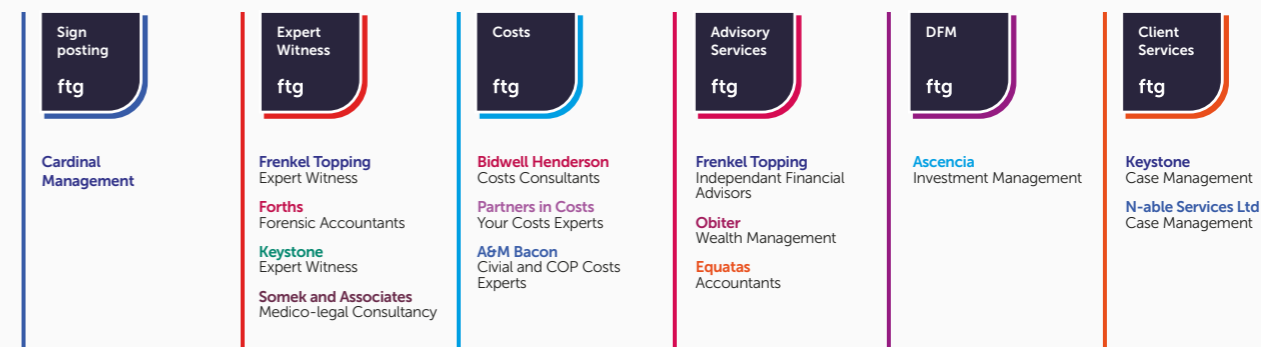 Sign
posting
ftg
Cardinal
Management
Expert
Witness
ftg
Frenkel Topping
Expert Witness
Forths
Forensic Accountants
Keystone
Expert Witness
Somek and Associates
Medico-legal Consultancy
Costs
ftg
Bidwell Henderson
Costs Consultants
Partners in Costs
Your Costs Experts
A&M Bacon
Civial and COP Costs
Experts
Advisory
Services
ftg
Frenkel Topping
Independant Financial
Advisors
Obiter
Wealth Management
Equatas
Accountants
DFM
ftg
Ascencia
Investment Management
Client
Services
ftg
Keystone
Case Management
N-able Services Ltd
Case Management